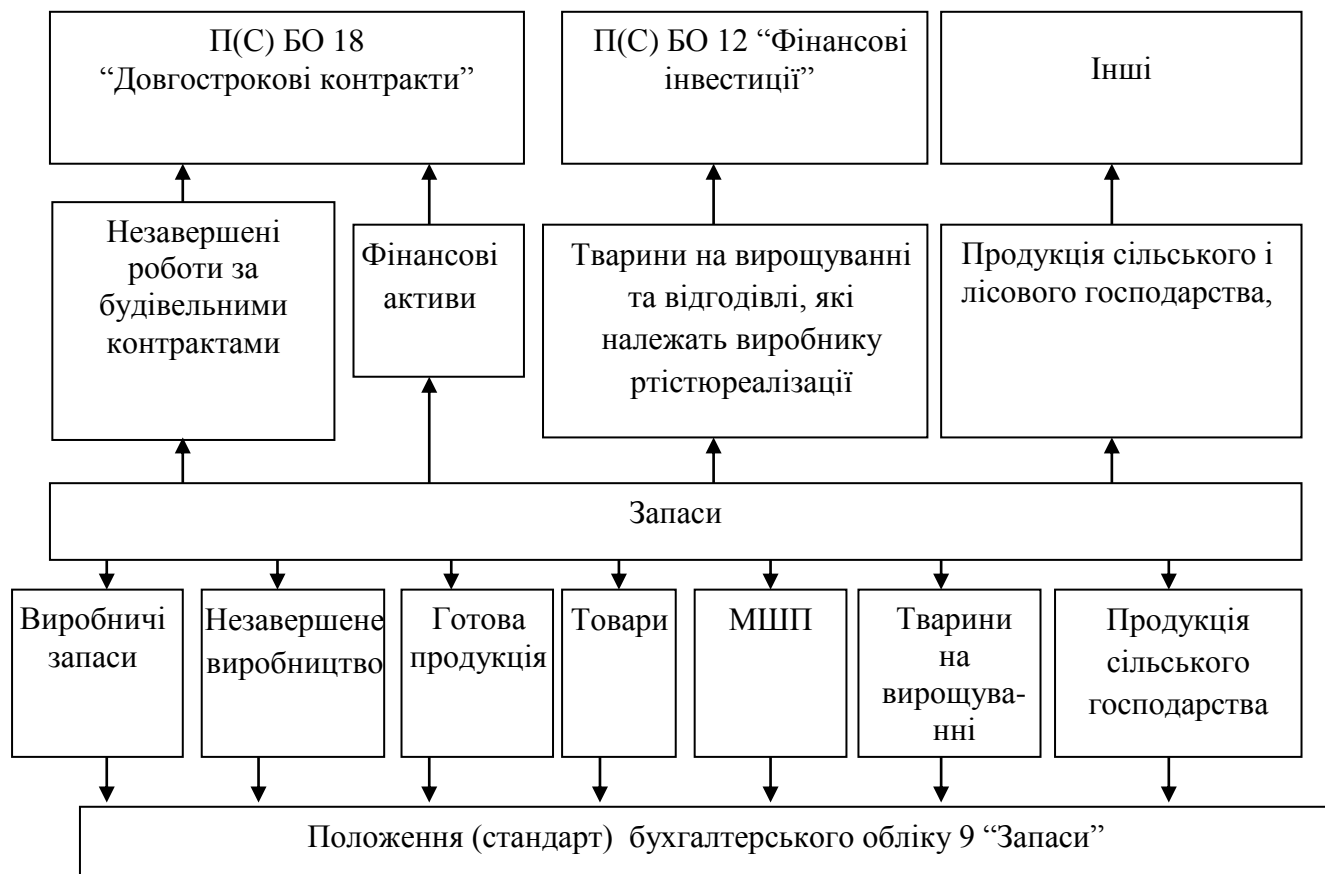 П(С) БО 18
“Довгострокові контракти”
П(С) БО 12 “Фінансові
інвестиції”
Інші
Незавершені
роботи за
будівельними
контрактами
Фінансові
активи
Тварини на вирощуванні
та відгодівлі, які
належать виробнику
ртістюреалізації
Продукція сільського і
лісового господарства,
Запаси
Виробничі
запаси
Незавершене
виробництво
Готова
продукція
Товари
МШП
Тварини
на
вирощува-
нні
Продукція
сільського
господарства
Положення (стандарт) бухгалтерського обліку 9 “Запаси”